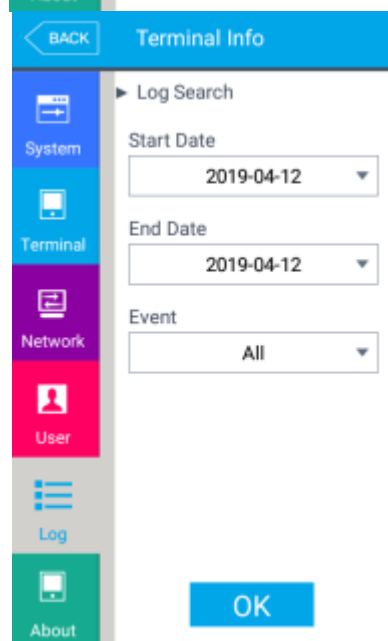 BACK
Terminal Info
System
Terminal
Network
User
Log
About
► Log Search
Start Date
2019-04-12
End Date
2019-04-12
Event
All
OK